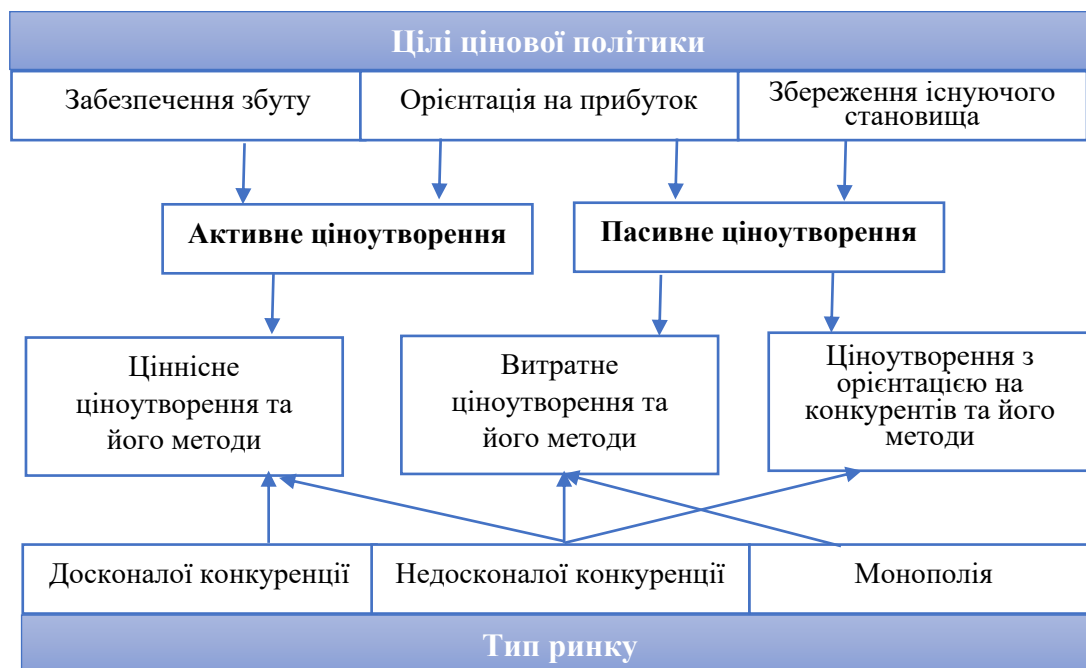 Цілі цінової політики
Забезпечення збуту
Орієнтація на прибуток
Збереження існуючого
становища
Активне ціноутворення
Пасивне ціноутворення
Ціннісне
ціноутворення та
його методи
Витратне
ціноутворення та
його методи
Ціноутворення з
орієнтацією на
конкурентів та його
методи
Досконалої конкуренції
Недосконалої конкуренції
Монополія
Тип ринку